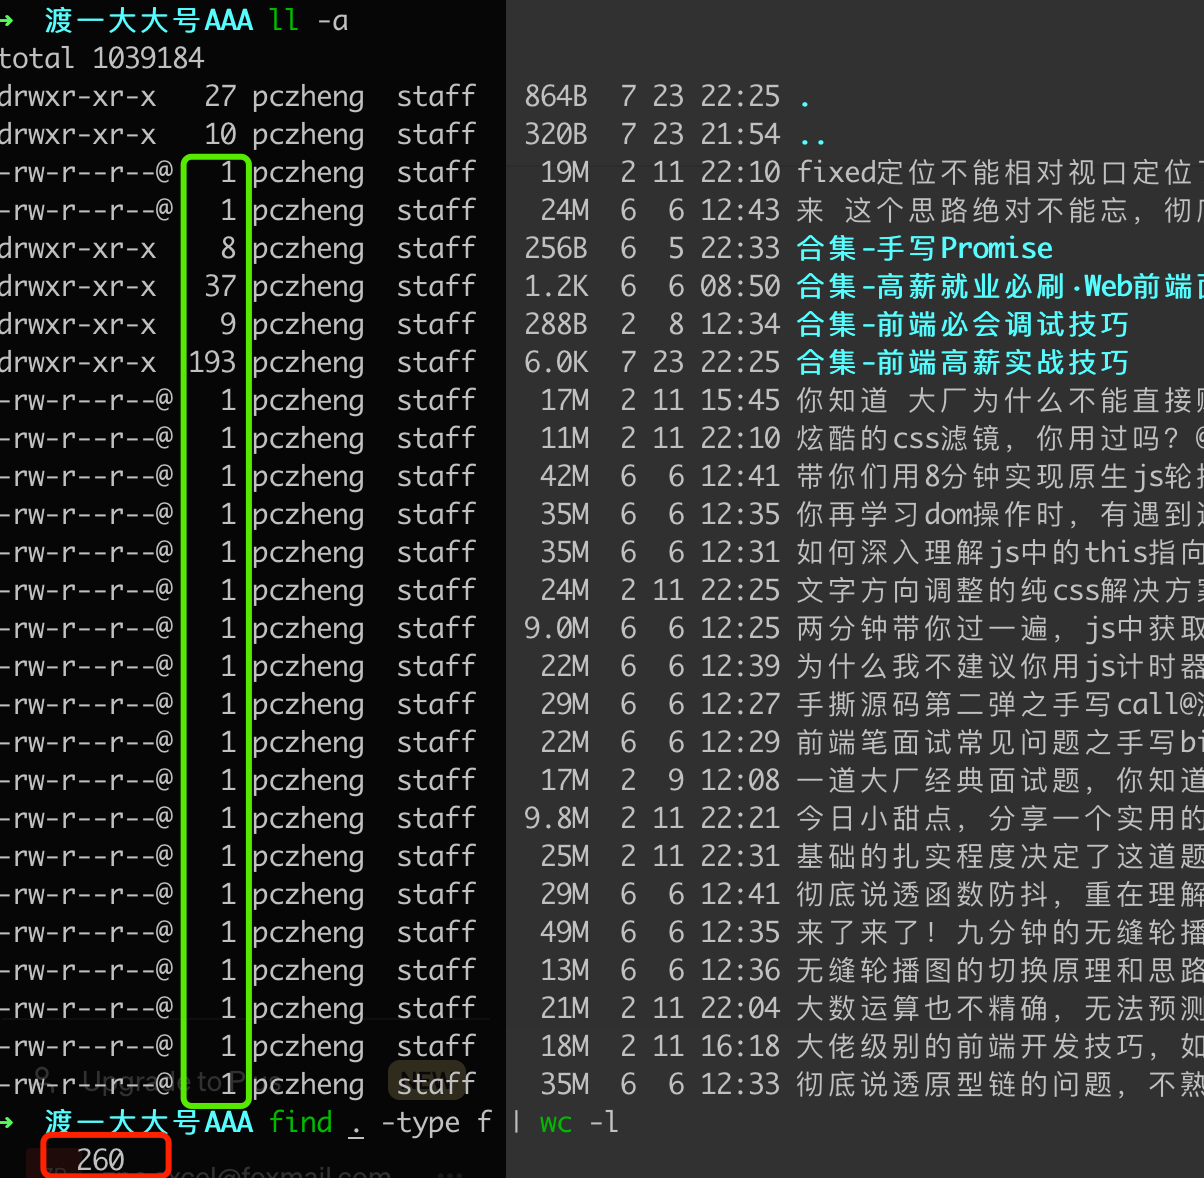 → 渡一大大号AAA ll -a
total 1039184
drwxr-xr-x 27 pczheng staff 864B 7 23 22:25 .
drwxr-xr-x 10 pczheng staff 320B 7 23 21:54 ..
-rw-r--r--@ 1 pczheng staff 19M 2 11 22:10 fixed定位不能相对视口定位
-rw-r--r--@ 1 pczheng staff 24M 6 6 12:43 来 这个思路绝对不能忘，彻
drwxr-xr-x 8 pczheng staff 256B 6 5 22:33 合集-手写Promise
drwxr-xr-x 37 pczheng staff 1.2K 6 6 08:50 合集-高薪就业必刷·Web前端
drwxr-xr-x 9 pczheng staff 288B 2 8 12:34 合集-前端必会调试技巧
drwxr-xr-x 193 pczheng staff 6.0K 7 23 22:25 合集-前端高薪实战技巧
-rw-r--r--@ 1 pczheng staff 17M 2 11 15:45 你知道 大厂为什么不能直接
-rw-r--r--@ 1 pczheng staff 11M 2 11 22:10 炫酷的css滤镜，你用过吗？@
-rw-r--r--@ 1 pczheng staff 42M 6 6 12:41 带你们用8分钟实现原生js轮
-rw-r--r--@ 1 pczheng staff 35M 6 6 12:35 你再学习dom操作时，有遇到
-rw-r--r--@ 1 pczheng staff 35M 6 6 12:31 如何深入理解js中的this指向
-rw-r--r--@ 1 pczheng staff 24M 2 11 22:25 文字方向调整的纯css解决方案
-rw-r--r--@ 1 pczheng staff 9.0M 6 6 12:25 两分钟带你过一遍，js中获取
-rw-r--r--@ 1 pczheng staff 22M 6 6 12:39 为什么我不建议你用js计时器
-rw-r--r--@ 1 pczheng staff 29M 6 6 12:27 手撕源码第二弹之手写call@
-rw-r--r--@ 1 pczheng staff 22M 6 6 12:29 前端笔面试常见问题之手写bi
-rw-r--r--@ 1 pczheng staff 17M 2 9 12:08 一道大厂经典面试题，你知道
-rw-r--r--@ 1 pczheng staff 9.8M 2 11 22:21 今日小甜点，分享一个实用的
-rw-r--r--@ 1 pczheng staff 25M 2 11 22:31 基础的扎实程度决定了这道题
-rw-r--r--@ 1 pczheng staff 29M 6 6 12:41 彻底说透函数防抖，重在理解
-rw-r--r--@ 1 pczheng staff 49M 6 6 12:35 来了来了！九分钟的无缝轮播
-rw-r--r--@ 1 pczheng staff 13M 6 6 12:36 无缝轮播图的切换原理和思路
-rw-r--r--@ 1 pczheng staff 21M 2 11 22:04 大数运算也不精确，无法预测
-rw-r--r--@ 1 pczheng staff 18M 2 11 16:18 大佬级别的前端开发技巧，如
-rw-r--r--@ 1 pczheng staff 35M 6 6 12:33 彻底说透原型链的问题，不熟
Upgrade to Plus NEW
→ 渡一大大号AAA find . -type f | wc -l
260